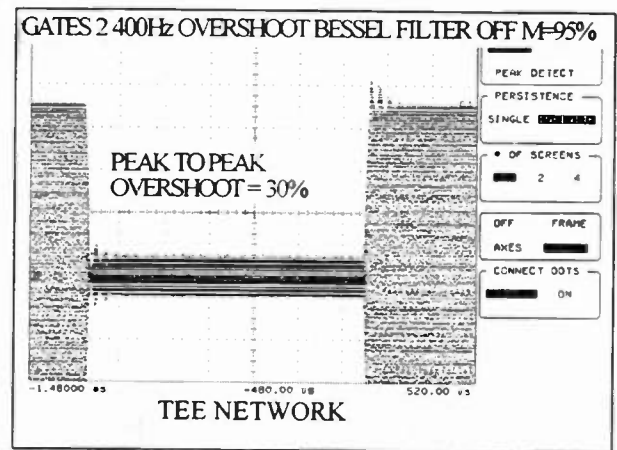 GATES 2 400Hz OVERSHOOT BESSEL FILTER OFF M=95%
PEAK DETECT
PERSISTENCE
SINGLE
# OF SCREENS
2 4
OFF FRAME
AXES
CONNECT DOTS
ON
PEAK TO PEAK
OVERSHOOT = 30%
-1.48000 ms -480.00 us 520.00 us
TEE NETWORK